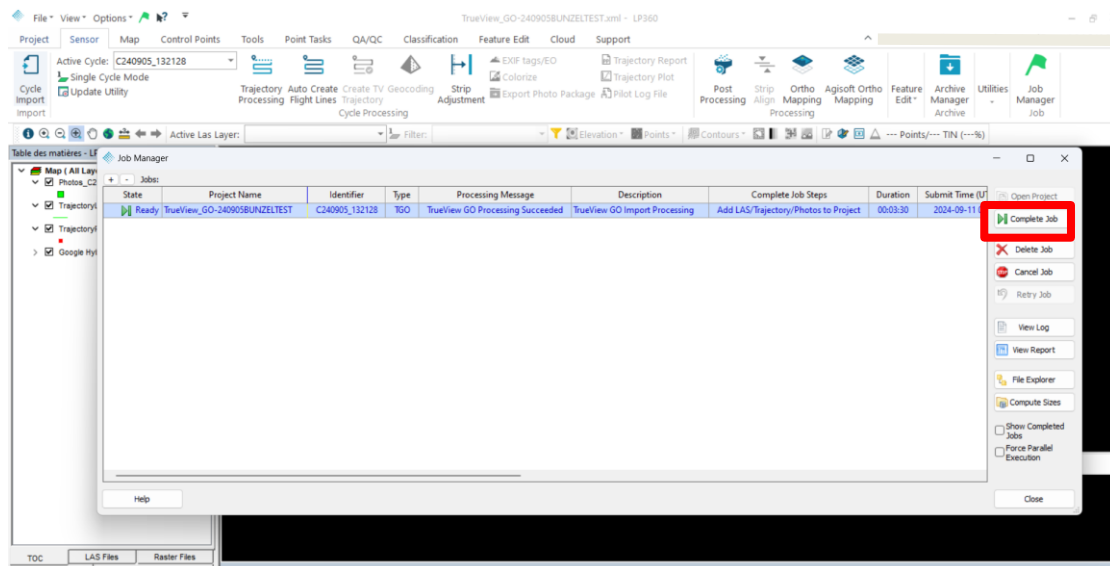 File View Options
TrueView_GO-240905BUNZELTEST.xml - LP360
Project Sensor Map Control Points Tools Point Tasks QA/QC Classification Feature Edit Cloud Support
Cycle Import
Import
Active Cycle: C240905_132128
Single Cycle Mode
Update Utility
Trajectory Processing
Auto Create Flight Lines
Create TV Trajectory
Geocoding
Strip Adjustment
EXIF tags/EO
Colorize
Export Photo Package
Trajectory Report
Trajectory Plot
Pilot Log File
Cycle Processing
Post Processing
Strip Align
Ortho Mapping
Agisoft Ortho Mapping
Processing
Feature Edit
Archive Manager
Archive
Utilities
Job Manager
Job
Active Las Layer: Filter: Elevation Points Contours --- Points/--- TIN (---%)
Table des matières - LP
Map ( All Lay
Photos_C2
TrajectoryL
Google Hyl
Job Manager
+ - Jobs:
State Project Name Identifier Type Processing Message Description Complete Job Steps Duration Submit Time (UT
Ready TrueView_GO-240905BUNZELTEST C240905_132128 TGO TrueView GO Processing Succeeded TrueView GO Import Processing Add LAS/Trajectory/Photos to Project 00:03:30 2024-09-11
Open Project
Complete Job
Delete Job
Cancel Job
Retry Job
View Log
View Report
File Explorer
Compute Sizes
Show Completed
Jobs
Force Parallel
Execution
Help
Close
TOC LAS Files Raster Files